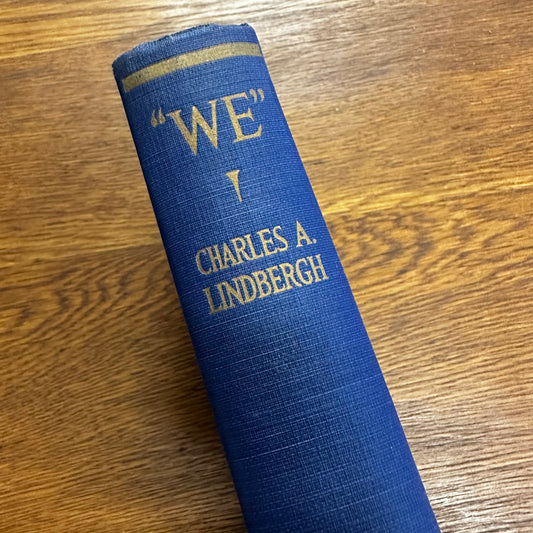 “WE”
CHARLES A.
LINDBERGH